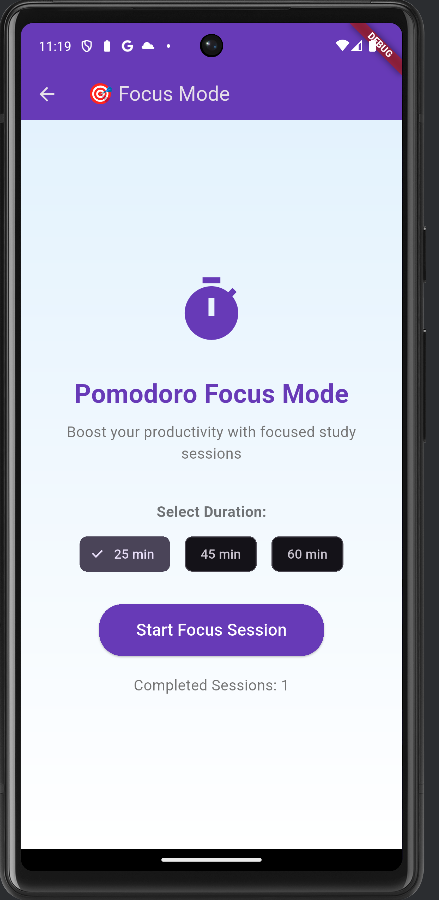 11:19
DEBUG
🎯 Focus Mode
Pomodoro Focus Mode
Boost your productivity with focused study
sessions
Select Duration:
25 min 45 min 60 min
Start Focus Session
Completed Sessions: 1